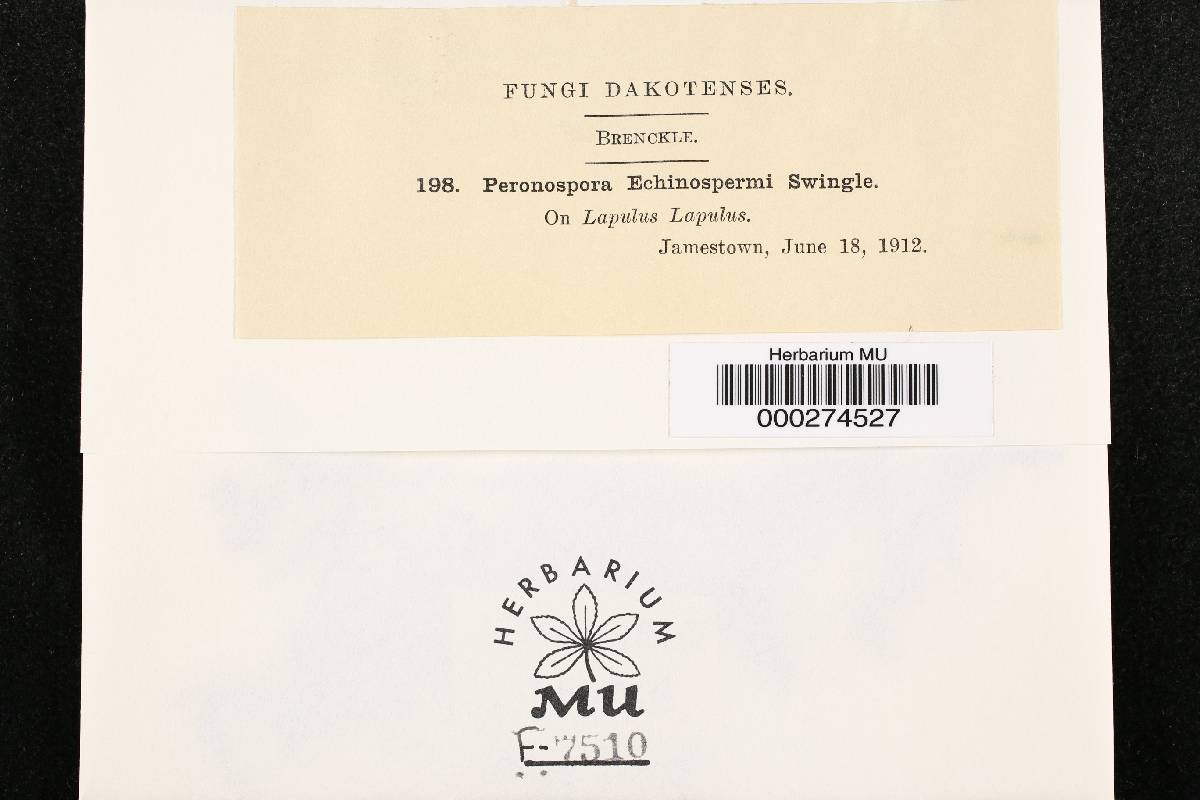 FUNGI DAKOTENSES.
BRENCKLE.
198. Peronospora Echinospermi Swingle.
On Lapulus Lapulus.
Jamestown, June 18, 1912.
Herbarium MU
000274527
HERBARIUM
MU
F-7510